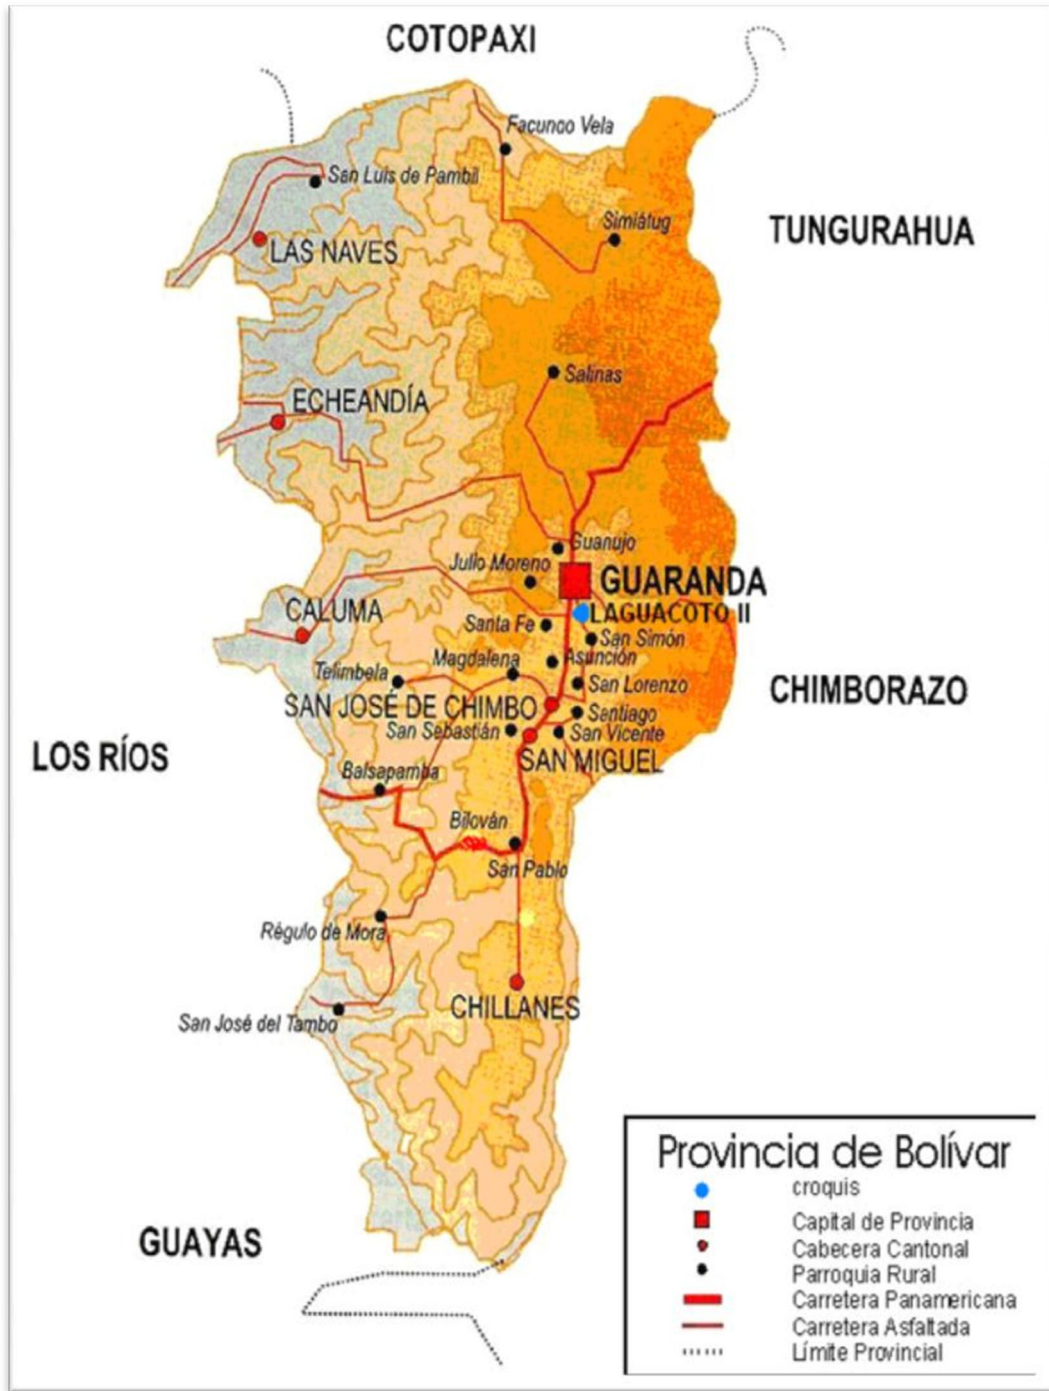 COTOPAXI
Facunoo Vela
San Luis de Pambil
Simiátug
TUNGURAHUA
LAS NAVES
Salinas
ECHEANDÍA
Guanujo
Julio Moreno
GUARANDA
CALUMA
LAGUACOTO II
Santa Fe
San Simón
Magdalena
Asunción
Telimbela
San Lorenzo
CHIMBORAZO
SAN JOSÉ DE CHIMBO
Santiago
San Sebastián
San Vicente
LOS RÍOS
SAN MIGUEL
Balsapamba
Bilován
San Pablo
Régulo de Mora
CHILLANES
San José del Tambo
GUAYAS
Provincia de Bolívar
croquis
Capital de Provincia
Cabecera Cantonal
Parroquia Rural
Carretera Panamericana
Carretera Asfaltada
Límite Provincial